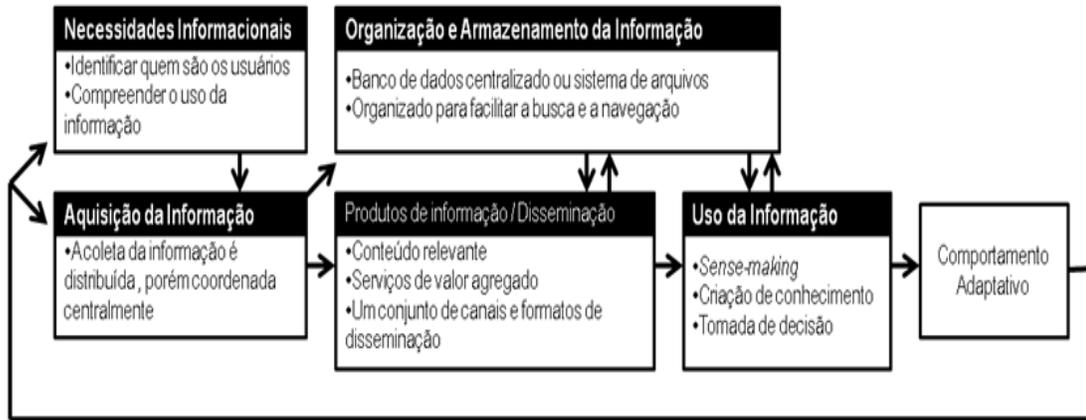 Necessidades Informacionais
•Identificar quem são os usuários
•Compreender o uso da
informação
Organização e Armazenamento da Informação
•Banco de dados centralizado ou sistema de arquivos
•Organizado para facilitar a busca e a navegação
Aquisição da Informação
•A coleta da informação é
distribuída , porém coordenada
centralmente
Produtos de informação / Disseminação
•Conteúdo relevante
•Serviços de valor agregado
•Um conjunto de canais e formatos de
disseminação
Uso da Informação
•Sense-making
•Criação de conhecimento
•Tomada de decisão
Comportamento
Adaptativo